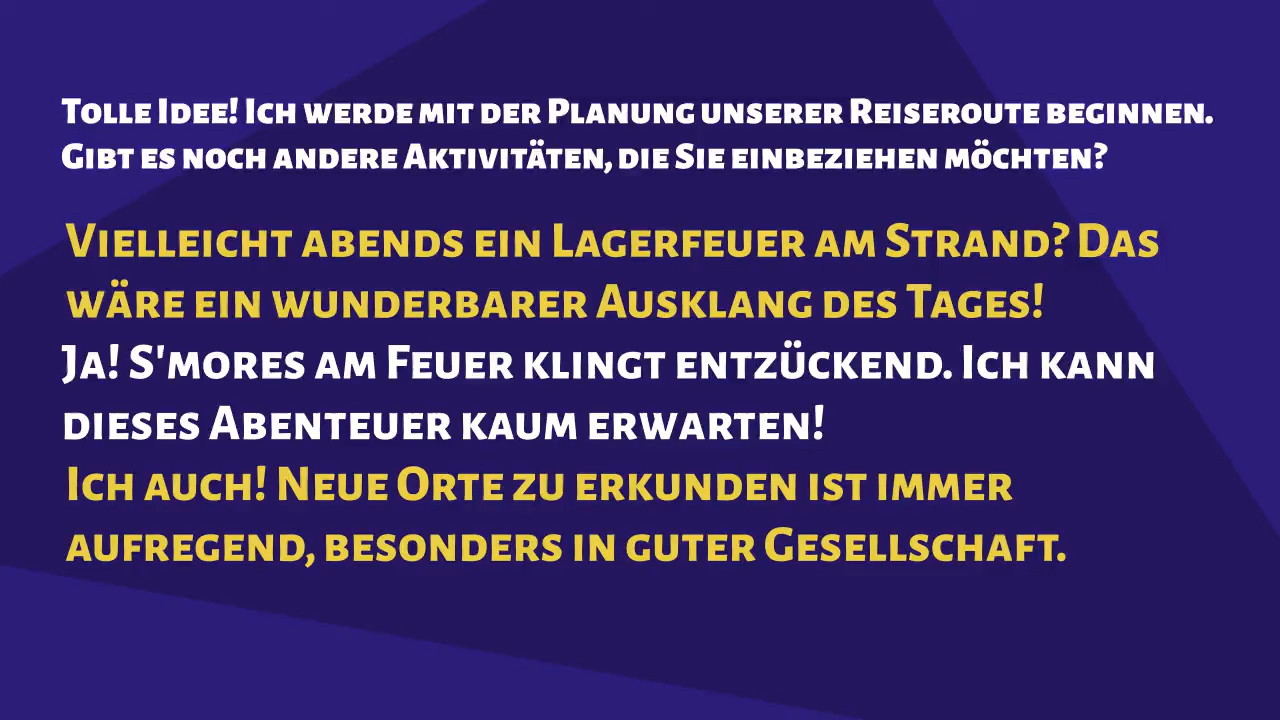 Tolle Idee! Ich werde mit der Planung unserer Reiseroute beginnen.
Gibt es noch andere Aktivitäten, die Sie einbeziehen möchten?
Vielleicht abends ein Lagerfeuer am Strand? Das
wäre ein wunderbarer Ausklang des Tages!
Ja! S'mores am Feuer klingt entzückend. Ich kann
dieses Abenteuer kaum erwarten!
Ich auch! Neue Orte zu erkunden ist immer
aufregend, besonders in guter Gesellschaft.